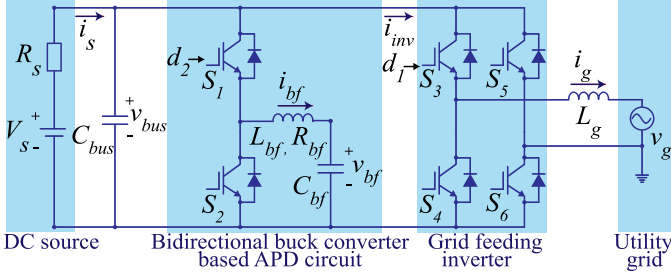 i_s
i_inv
R_s
d_2
S_1
d_1
S_3
S_5
i_g
i_bf
V_s
+
-
C_bus
+
v_bus
-
L_bf, R_bf
C_bf
+
v_bf
-
L_g
v_g
S_2
S_4
S_6
DC source
Bidirectional buck converter
based APD circuit
Grid feeding
inverter
Utility
grid